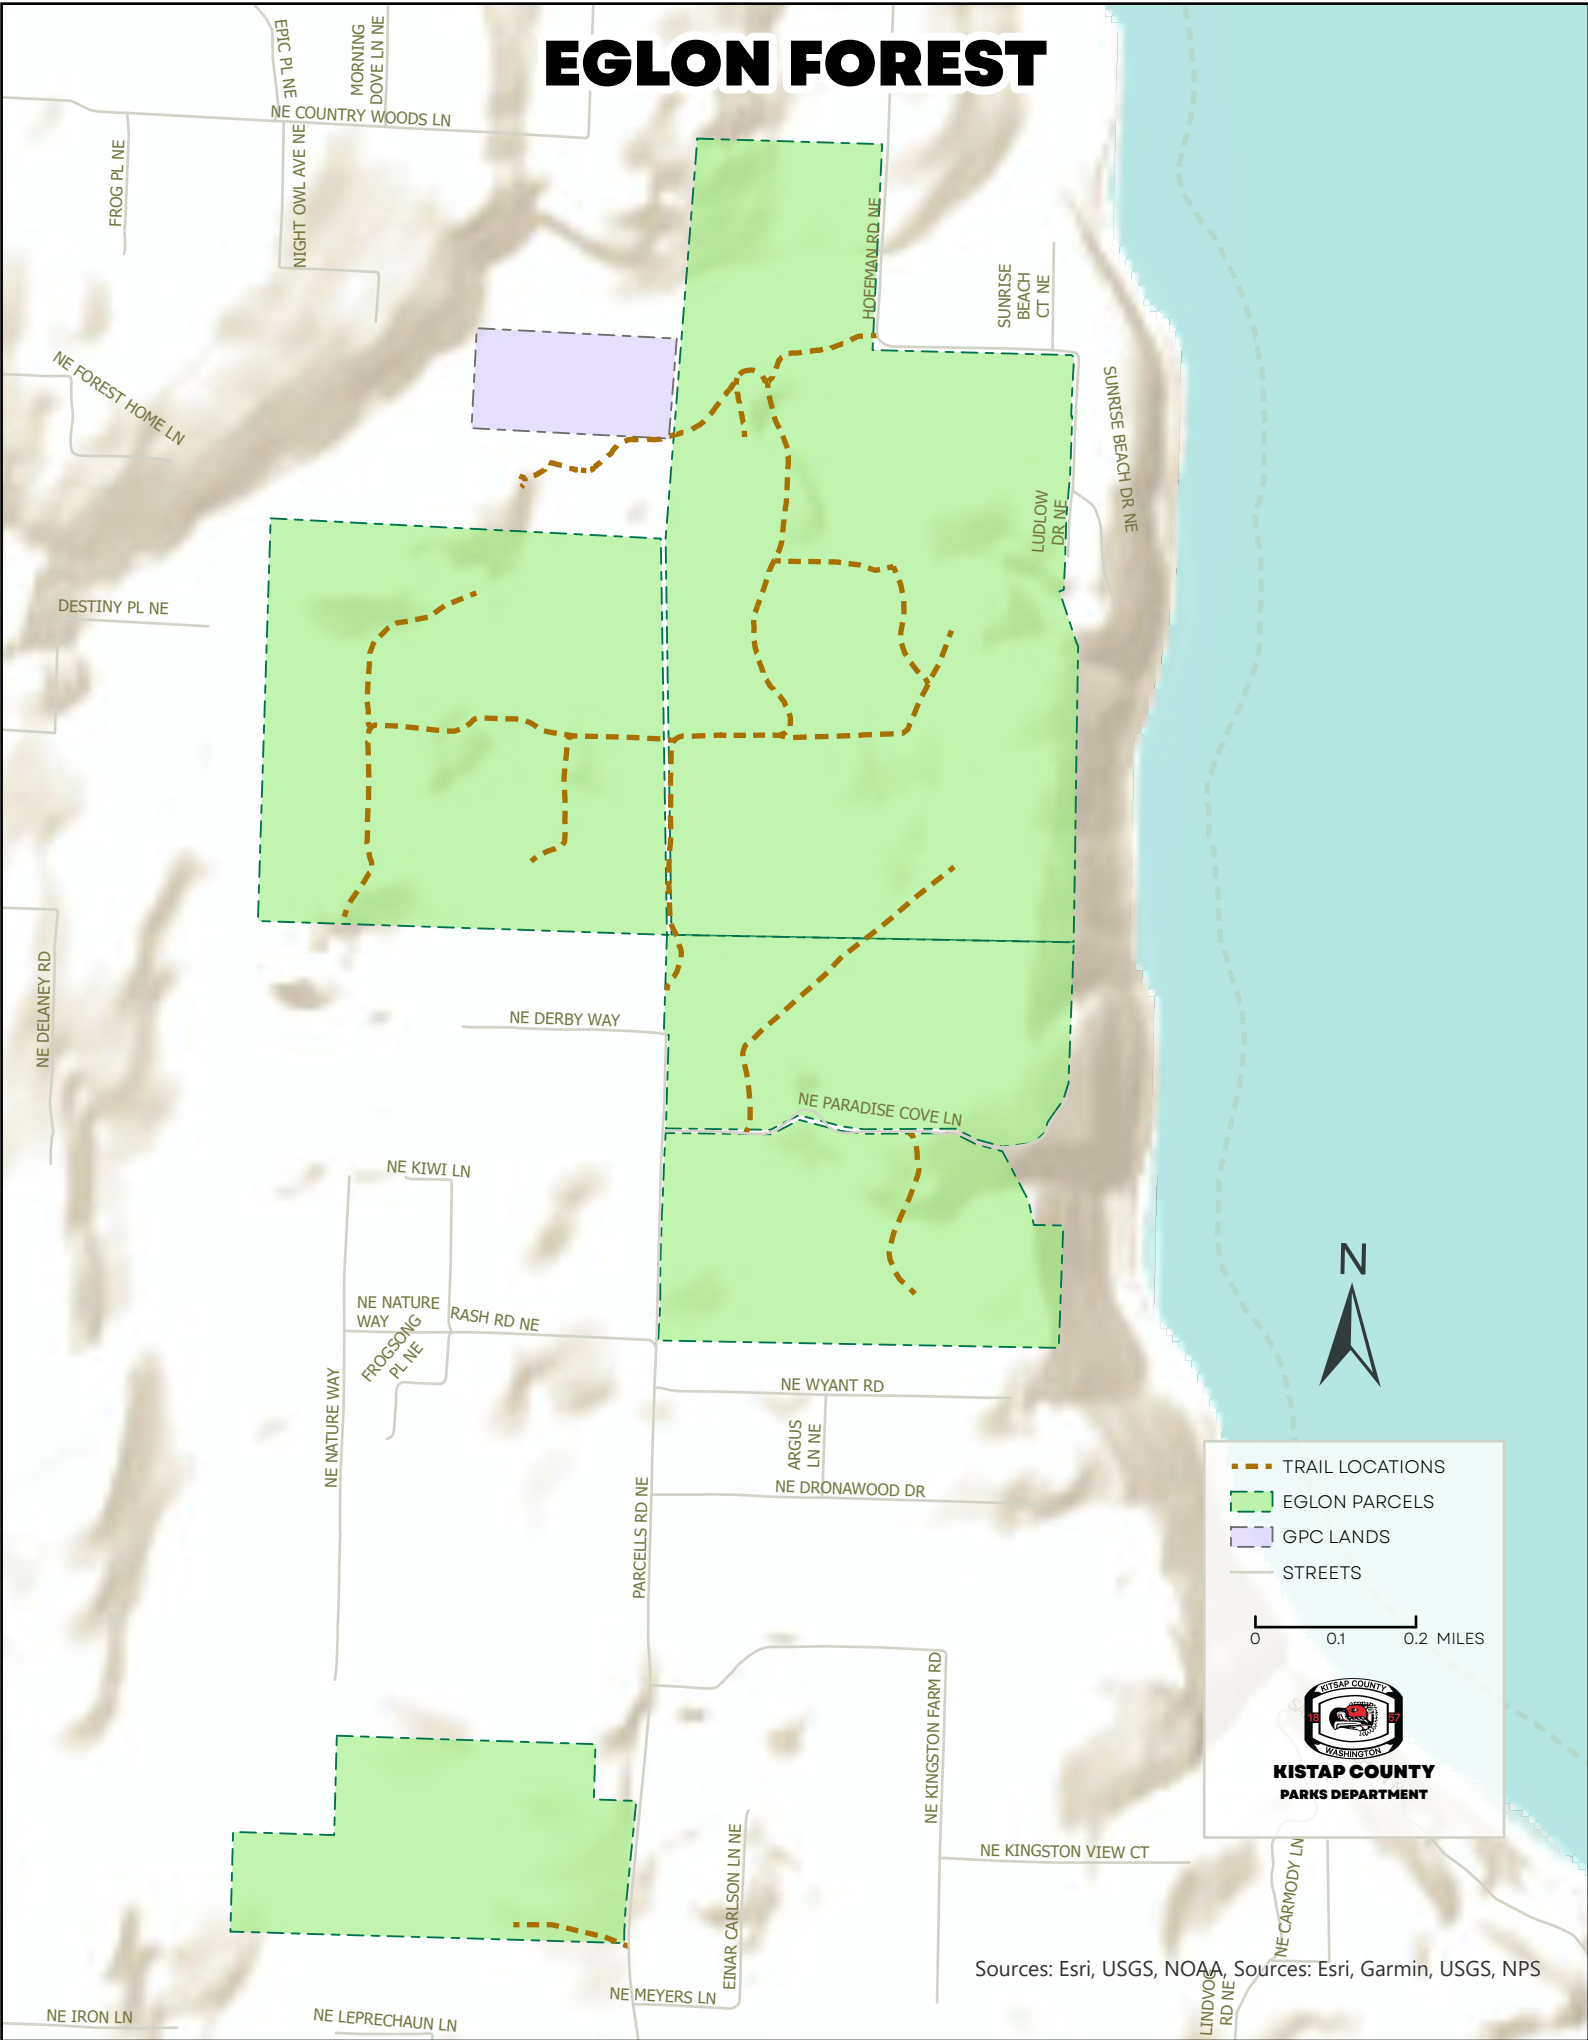 EGLON FOREST
EPIC PL NE
MORNING
DOVE LN NE
NE COUNTRY WOODS LN
FROG PL NE
NIGHT OWL AVE NE
HOFFMAN RD NE
SUNRISE
BEACH
CT NE
NE FOREST HOME LN
SUNRISE BEACH DR NE
LUDLOW
DR NE
DESTINY PL NE
NE DELANEY RD
NE DERBY WAY
NE PARADISE COVE LN
NE KIWI LN
NE NATURE
WAY
RASH RD NE
FROGSONG
PL NE
NE NATURE WAY
NE WYANT RD
ARGUS
LN NE
NE DRONAWOOD DR
PARCELLS RD NE
NE KINGSTON FARM RD
NE KINGSTON VIEW CT
EINAR CARLSON LN NE
NE CARMODY LN
LINDVOG
RD NE
NE MEYERS LN
NE IRON LN
NE LEPRECHAUN LN
N
TRAIL LOCATIONS
EGLON PARCELS
GPC LANDS
STREETS
0 0.1 0.2 MILES
KITSAP COUNTY
18 57
WASHINGTON
KISTAP COUNTY
PARKS DEPARTMENT
Sources: Esri, USGS, NOAA, Sources: Esri, Garmin, USGS, NPS